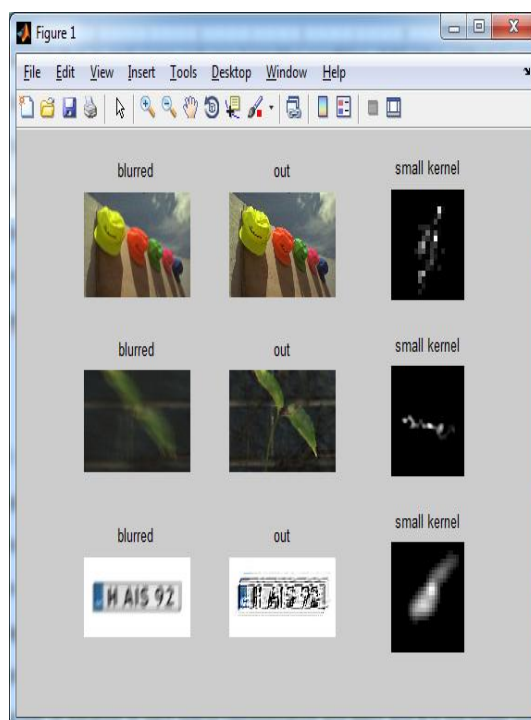 Figure 1
File Edit View Insert Tools Desktop Window Help
blurred out small kernel
blurred out small kernel
blurred out small kernel
H AIS 92